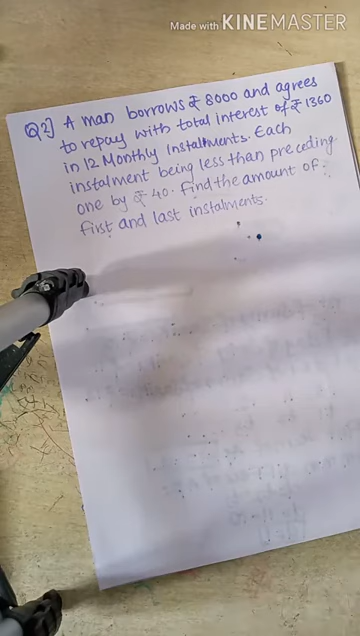 Made with KINEMASTER
Q2] A man borrows ₹ 8000 and agrees
to repay with total interest of ₹ 1360
in 12 Monthly Instalments. Each
instalment being less than preceding
one by ₹ 40. Find the amount of
first and last instalments.